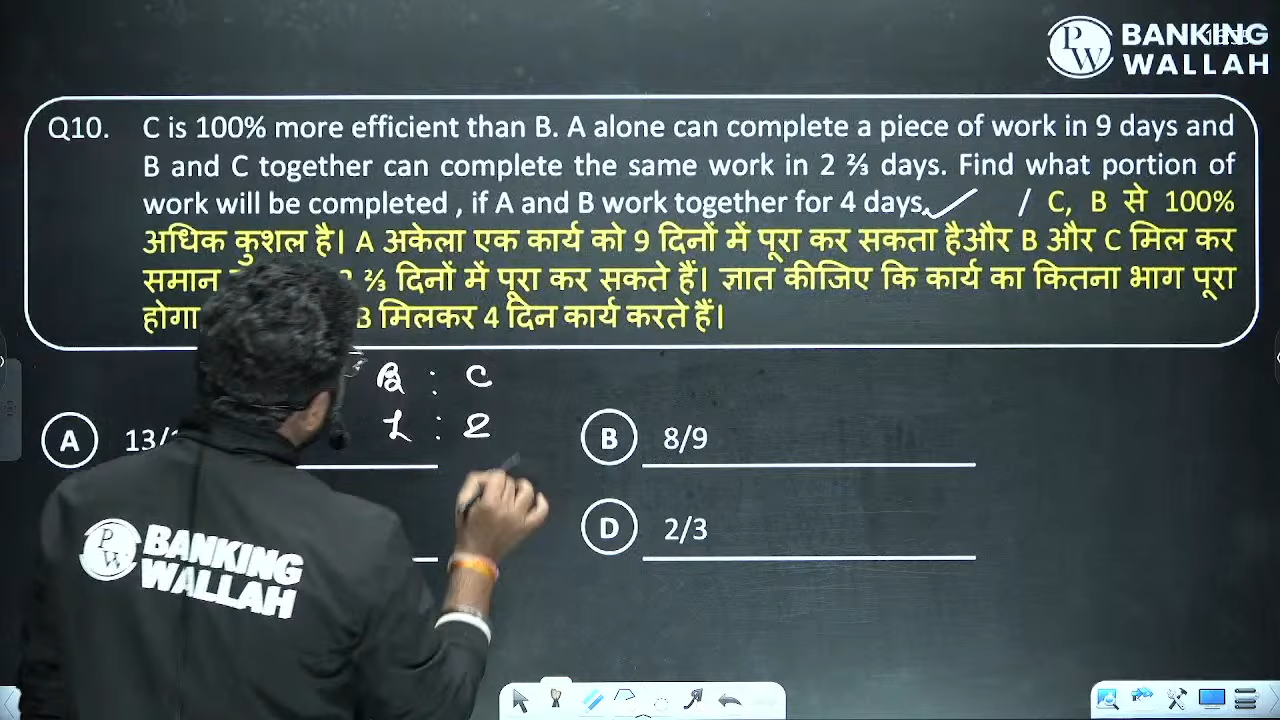 BANKING
WALLAH
Q10. C is 100% more efficient than B. A alone can complete a piece of work in 9 days and
B and C together can complete the same work in 2 ⅔ days. Find what portion of
work will be completed , if A and B work together for 4 days. / C, B से 100%
अधिक कुशल है। A अकेला एक कार्य को 9 दिनों में पूरा कर सकता हैऔर B और C मिल कर
समान ⅔ दिनों में पूरा कर सकते हैं। ज्ञात कीजिए कि कार्य का कितना भाग पूरा
होगा B मिलकर 4 दिन कार्य करते हैं।
B : C
1 : 2
A 13/
B 8/9
D 2/3
PW BANKING
WALLAH